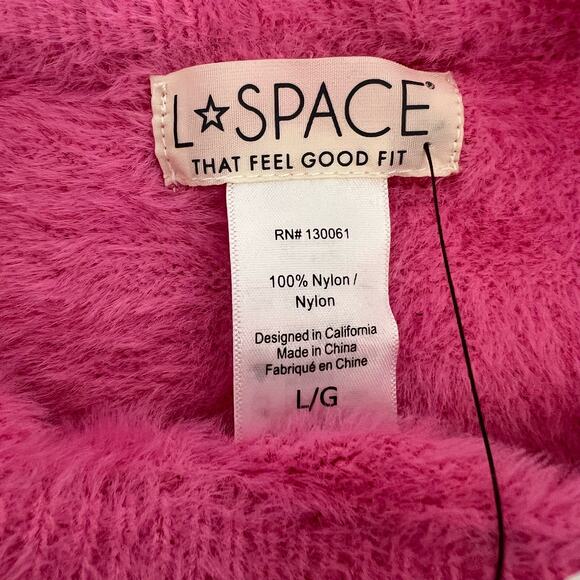 L☆SPACE
THAT FEEL GOOD FIT
RN# 130061
100% Nylon /
Nylon
Designed in California
Made in China
Fabriqué en Chine
L/G